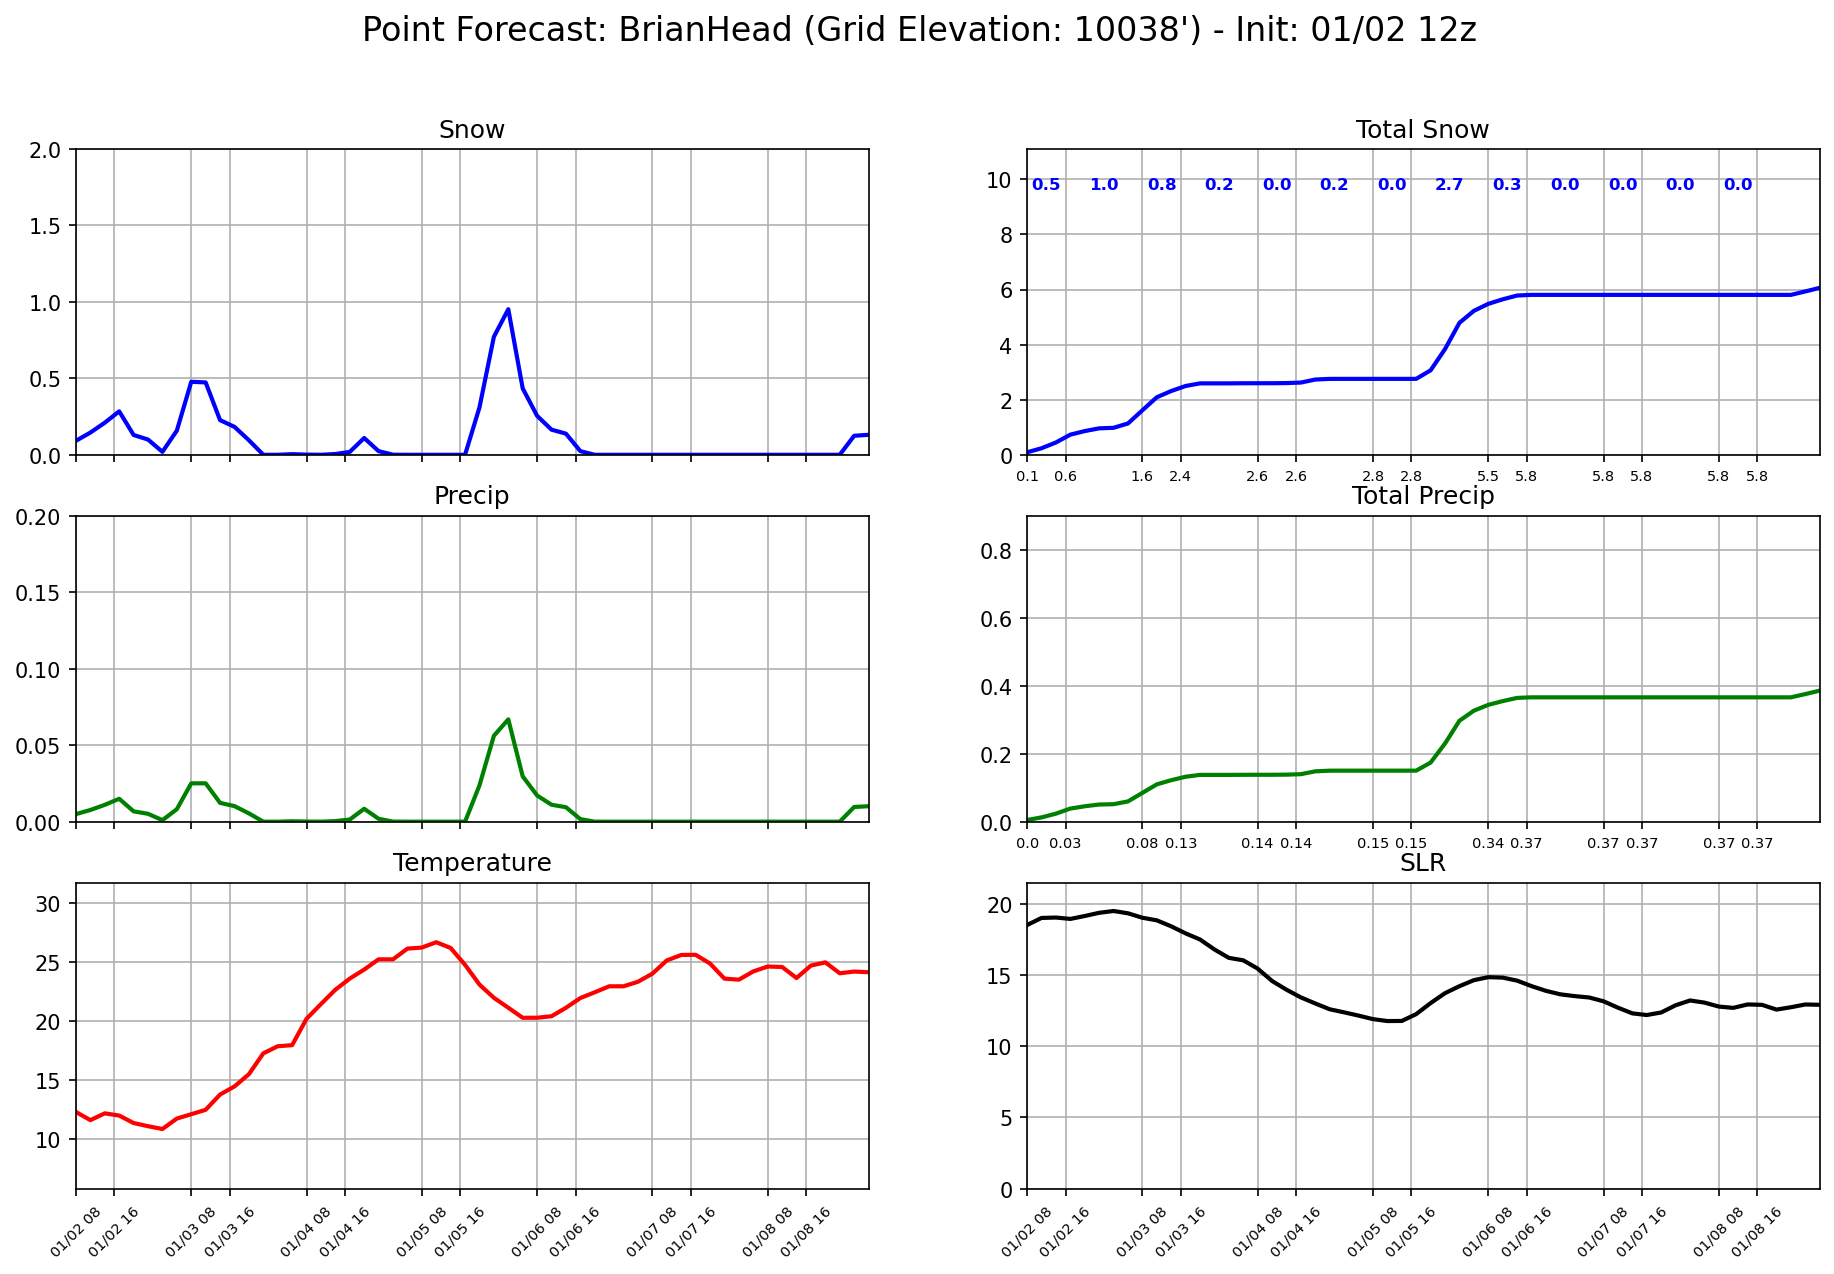 Point Forecast: BrianHead (Grid Elevation: 10038') - Init: 01/02 12z
Snow
2.0
1.5
1.0
0.5
0.0
Total Snow
10
8
6
4
2
0
0.5 1.0 0.8 0.2 0.0 0.2 0.0 2.7 0.3 0.0 0.0 0.0 0.0
0.1 0.6 1.6 2.4 2.6 2.6 2.8 2.8 5.5 5.8 5.8 5.8 5.8 5.8
Precip
0.20
0.15
0.10
0.05
0.00
Total Precip
0.8
0.6
0.4
0.2
0.0
0.0 0.03 0.08 0.13 0.14 0.14 0.15 0.15 0.34 0.37 0.37 0.37 0.37 0.37
Temperature
30
25
20
15
10
01/02 08 01/02 16 01/03 08 01/03 16 01/04 08 01/04 16 01/05 08 01/05 16 01/06 08 01/06 16 01/07 08 01/07 16 01/08 08 01/08 16
SLR
20
15
10
5
0
01/02 08 01/02 16 01/03 08 01/03 16 01/04 08 01/04 16 01/05 08 01/05 16 01/06 08 01/06 16 01/07 08 01/07 16 01/08 08 01/08 16